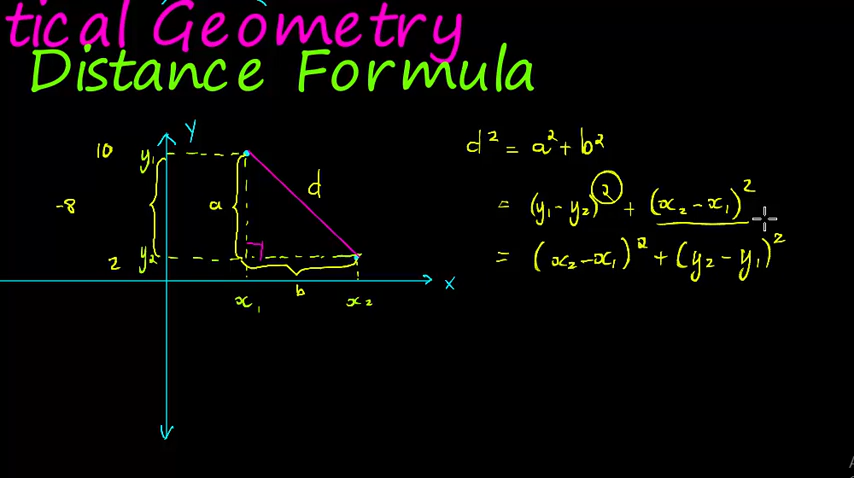 tical Geometry
Distance Formula
y
10 y₁
-8
a
d
2 y₂
x
x₁ b x₂
d² = a² + b²
= (y₁ - y₂)² + (x₂ - x₁)²
= (x₂ - x₁)² + (y₂ - y₁)²